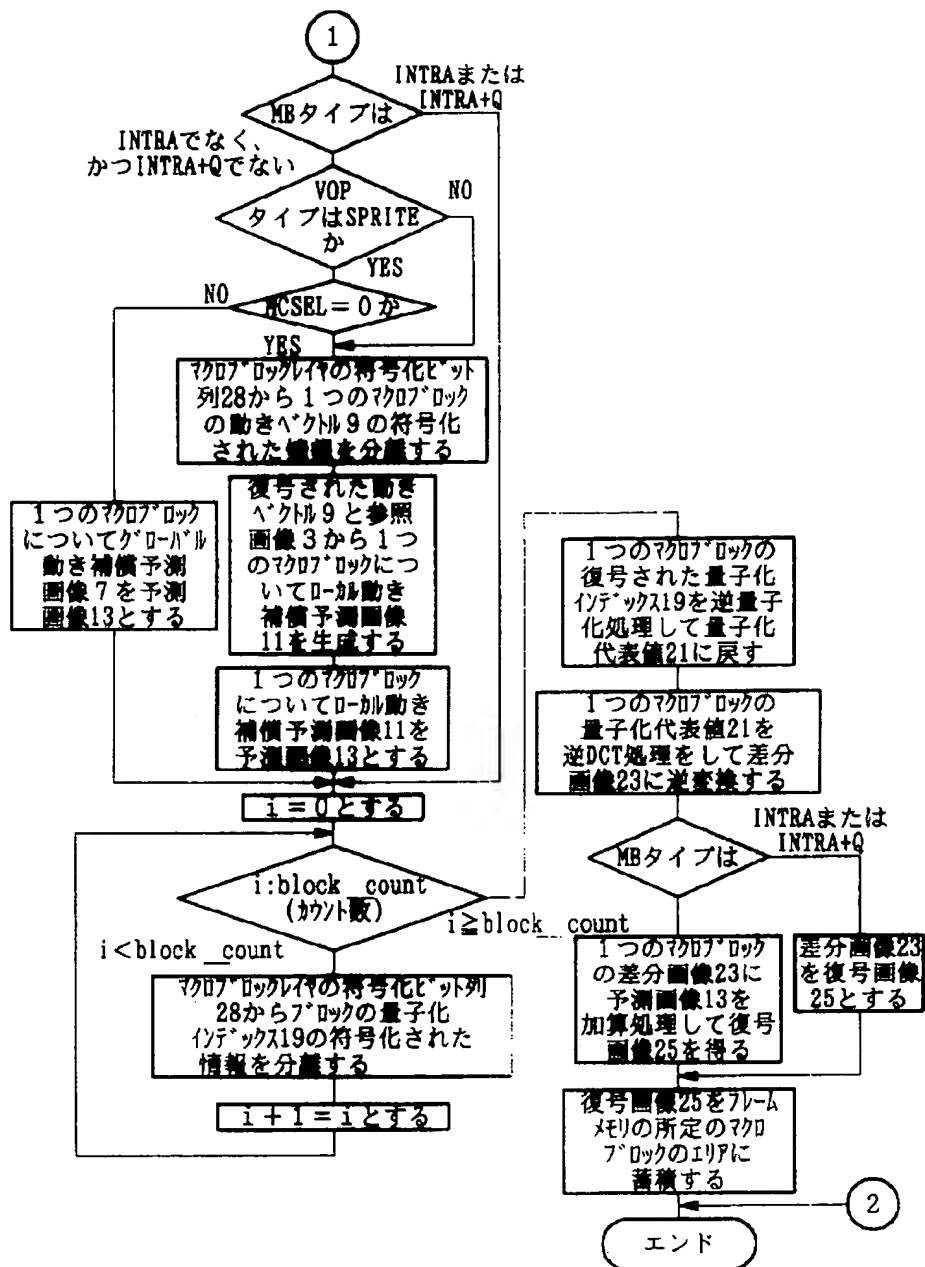 1
MBタイプは
INTRAまたは
INTRA+Q
INTRAでなく、
かつINTRA+Qでない
VOP
タイプはSPRITE
か
NO
YES
MCSEL=0か
NO
YES
マクロブロックレイヤの符号化ビット
列28から1つのマクロブロック
の動きベクトル9の符号化
された情報を分離する
復号された動き
ベクトル9と参照
画像3から1つ
のマクロブロックにつ
いてローカル動き
補償予測画像
11を生成する
1つのマクロブロック
についてグローバル
動き補償予測
画像7を予測
画像13とする
1つのマクロブロック
についてローカル動き
補償予測画像11を
予測画像13とする
i=0とする
i:block_count
(カウント数)
i≧block_count
i<block_count
マクロブロックレイヤの符号化ビット列
28からブロックの量子化
インデックス19の符号化された
情報を分離する
i+1=iとする
1つのマクロブロックの
復号された量子化
インデックス19を逆量子
化処理して量子化
代表値21に戻す
1つのマクロブロックの
量子化代表値21を
逆DCT処理をして差分
画像23に逆変換する
MBタイプは
INTRAまたは
INTRA+Q
1つのマクロブロック
の差分画像23に
予測画像13を
加算処理して復号
画像25を得る
差分画像23
を復号画像
25とする
復号画像25をフレーム
メモリの所定のマクロ
ブロックのエリアに
蓄積する
2
エンド